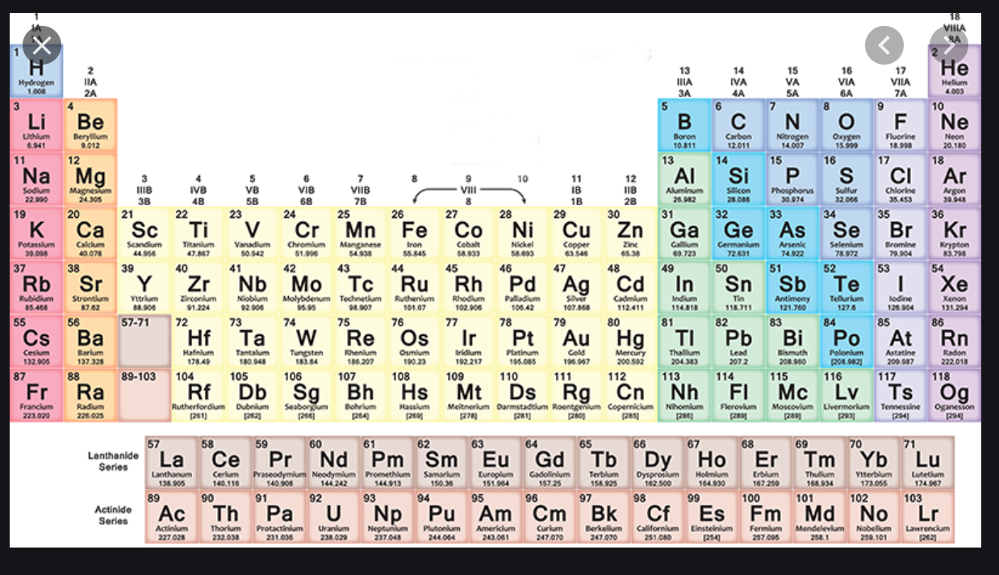 1 18
IA VIIIA
8A
1 2
H He
Hydrogen Helium
1.008 4.003
2 13 14 15 16 17
IIA IIIA IVA VA VIA VIIA
2A 3A 4A 5A 6A 7A
3 4 5 6 7 8 9 10
Li Be B C N O F Ne
Lithium Beryllium Boron Carbon Nitrogen Oxygen Fluorine Neon
6.941 9.012 10.811 12.011 14.007 15.999 18.998 20.180
11 12 13 14 15 16 17 18
Na Mg Al Si P S Cl Ar
Sodium Magnesium Aluminum Silicon Phosphorus Sulfur Chlorine Argon
22.990 24.305 26.982 28.086 30.974 32.066 35.453 39.948
3 4 5 6 7 8 9 10 11 12
IIIB IVB VB VIB VIIB VIII IB IIB
3B 4B 5B 6B 7B 8 1B 2B
19 20 21 22 23 24 25 26 27 28 29 30 31 32 33 34 35 36
K Ca Sc Ti V Cr Mn Fe Co Ni Cu Zn Ga Ge As Se Br Kr
Potassium Calcium Scandium Titanium Vanadium Chromium Manganese Iron Cobalt Nickel Copper Zinc Gallium Germanium Arsenic Selenium Bromine Krypton
39.098 40.078 44.956 47.867 50.942 51.996 54.938 55.845 58.933 58.693 63.546 65.38 69.723 72.631 74.922 78.972 79.904 83.798
37 38 39 40 41 42 43 44 45 46 47 48 49 50 51 52 53 54
Rb Sr Y Zr Nb Mo Tc Ru Rh Pd Ag Cd In Sn Sb Te I Xe
Rubidium Strontium Yttrium Zirconium Niobium Molybdenum Technetium Ruthenium Rhodium Palladium Silver Cadmium Indium Tin Antimony Tellurium Iodine Xenon
85.468 87.62 88.906 91.224 92.906 95.95 98.907 101.07 102.906 106.42 107.868 112.411 114.818 118.711 121.760 127.6 126.904 131.294
55 56 57-71 72 73 74 75 76 77 78 79 80 81 82 83 84 85 86
Cs Ba Hf Ta W Re Os Ir Pt Au Hg Tl Pb Bi Po At Rn
Cesium Barium Hafnium Tantalum Tungsten Rhenium Osmium Iridium Platinum Gold Mercury Thallium Lead Bismuth Polonium Astatine Radon
132.905 137.328 178.49 180.948 183.84 186.207 190.23 192.217 195.085 196.967 200.592 204.383 207.2 208.980 [208.982] 209.987 222.018
87 88 89-103 104 105 106 107 108 109 110 111 112 113 114 115 116 117 118
Fr Ra Rf Db Sg Bh Hs Mt Ds Rg Cn Nh Fl Mc Lv Ts Og
Francium Radium Rutherfordium Dubnium Seaborgium Bohrium Hassium Meitnerium Darmstadtium Roentgenium Copernicium Nihonium Flerovium Moscovium Livermorium Tennessine Oganesson
223.020 226.025 [261] [262] [266] [264] [269] [278] [281] [280] [285] [286] [289] [289] [293] [294] [294]
Lanthanide
Series
57 58 59 60 61 62 63 64 65 66 67 68 69 70 71
La Ce Pr Nd Pm Sm Eu Gd Tb Dy Ho Er Tm Yb Lu
Lanthanum Cerium Praseodymium Neodymium Promethium Samarium Europium Gadolinium Terbium Dysprosium Holmium Erbium Thulium Ytterbium Lutetium
138.905 140.116 140.908 144.242 144.913 150.36 151.964 157.25 158.925 162.500 164.930 167.259 168.934 173.055 174.967
Actinide
Series
89 90 91 92 93 94 95 96 97 98 99 100 101 102 103
Ac Th Pa U Np Pu Am Cm Bk Cf Es Fm Md No Lr
Actinium Thorium Protactinium Uranium Neptunium Plutonium Americium Curium Berkelium Californium Einsteinium Fermium Mendelevium Nobelium Lawrencium
227.028 232.038 231.036 238.029 237.048 244.064 243.061 247.070 247.070 251.080 [254] 257.095 258.1 259.101 [262]